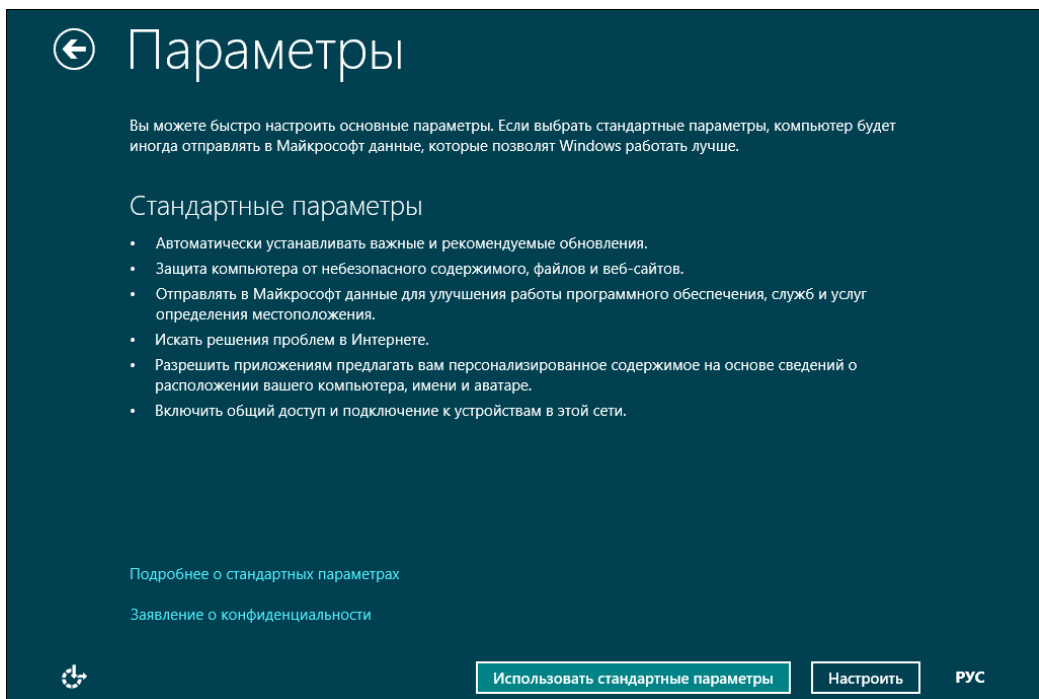 Параметры
Вы можете быстро настроить основные параметры. Если выбрать стандартные параметры, компьютер будет
иногда отправлять в Майкрософт данные, которые позволят Windows работать лучше.
Стандартные параметры
• Автоматически устанавливать важные и рекомендуемые обновления.
• Защита компьютера от небезопасного содержимого, файлов и веб-сайтов.
• Отправлять в Майкрософт данные для улучшения работы программного обеспечения, служб и услуг
определения местоположения.
• Искать решения проблем в Интернете.
• Разрешить приложениям предлагать вам персонализированное содержимое на основе сведений о
расположении вашего компьютера, имени и аватаре.
• Включить общий доступ и подключение к устройствам в этой сети.
Подробнее о стандартных параметрах
Заявление о конфиденциальности
Использовать стандартные параметры
Настроить
РУС